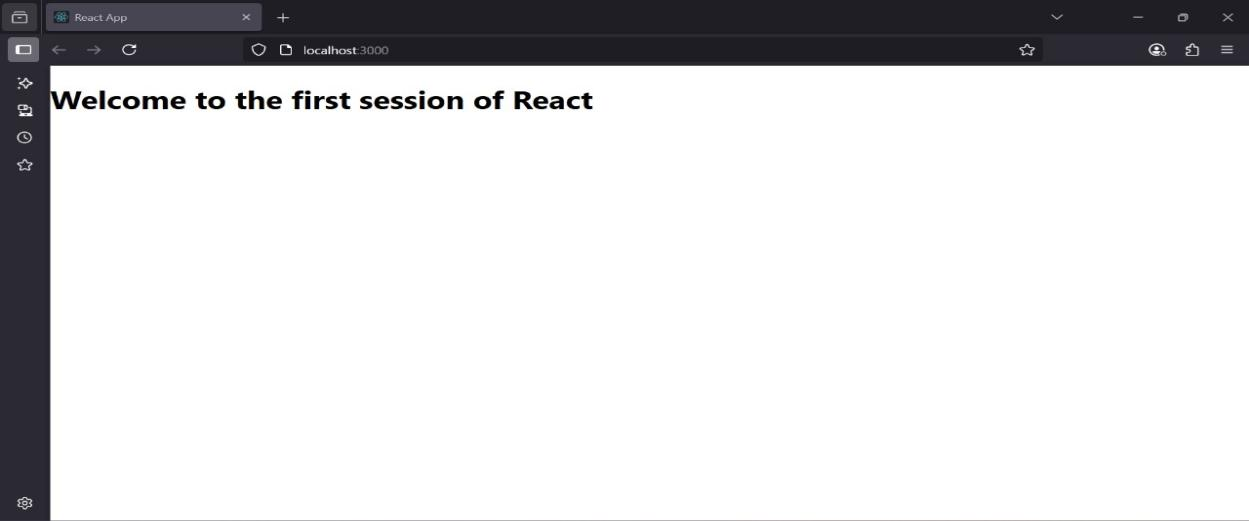 React App
localhost:3000
Welcome to the first session of React